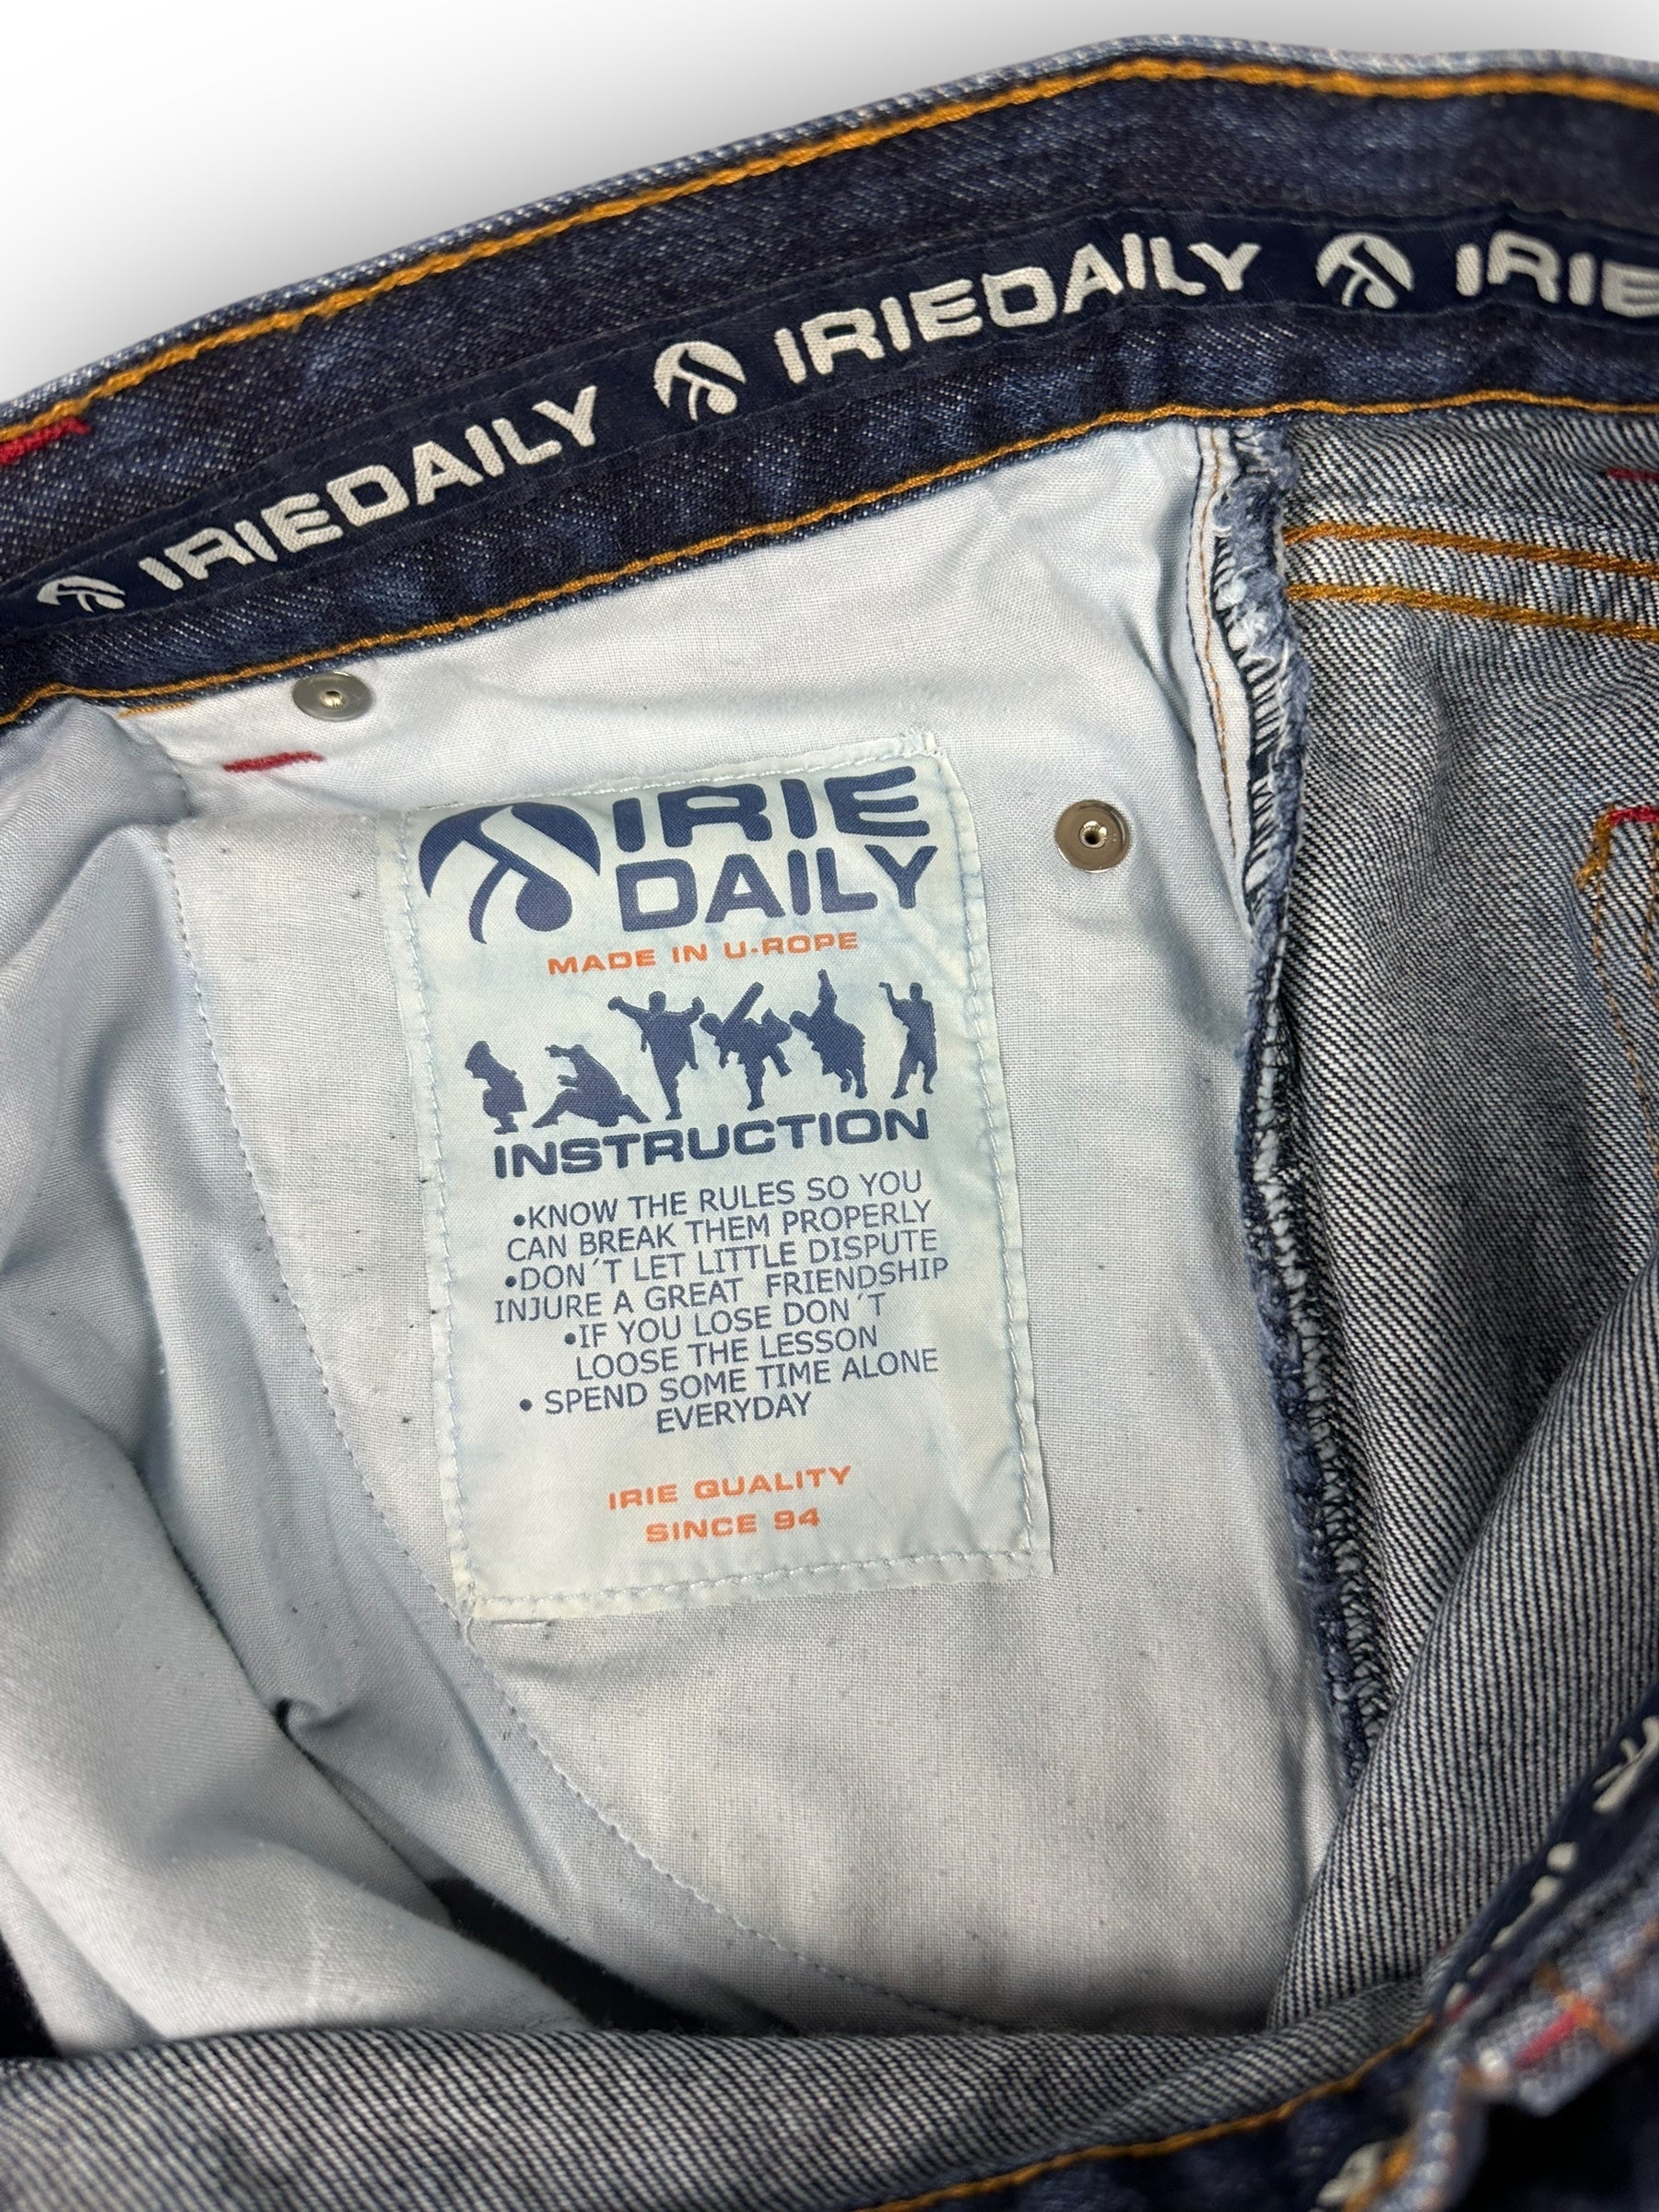 IRIEDAILY IRIEDAILY IRIE
IRIE
DAILY
MADE IN U-ROPE
INSTRUCTION
•KNOW THE RULES SO YOU
CAN BREAK THEM PROPERLY
•DON´T LET LITTLE DISPUTE
INJURE A GREAT FRIENDSHIP
•IF YOU LOSE DON´T
LOOSE THE LESSON
• SPEND SOME TIME ALONE
EVERYDAY
IRIE QUALITY
SINCE 94